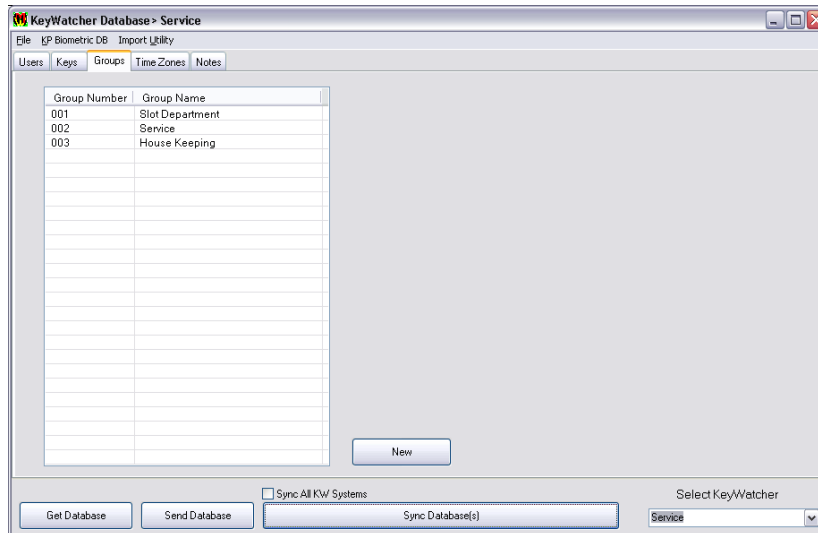 KeyWatcher Database> Service
File KP Biometric DB Import Utility
Users Keys Groups Time Zones Notes
Group Number Group Name
001 Slot Department
002 Service
003 House Keeping
New
Sync All KW Systems
Select KeyWatcher
Get Database Send Database Sync Database(s) Service